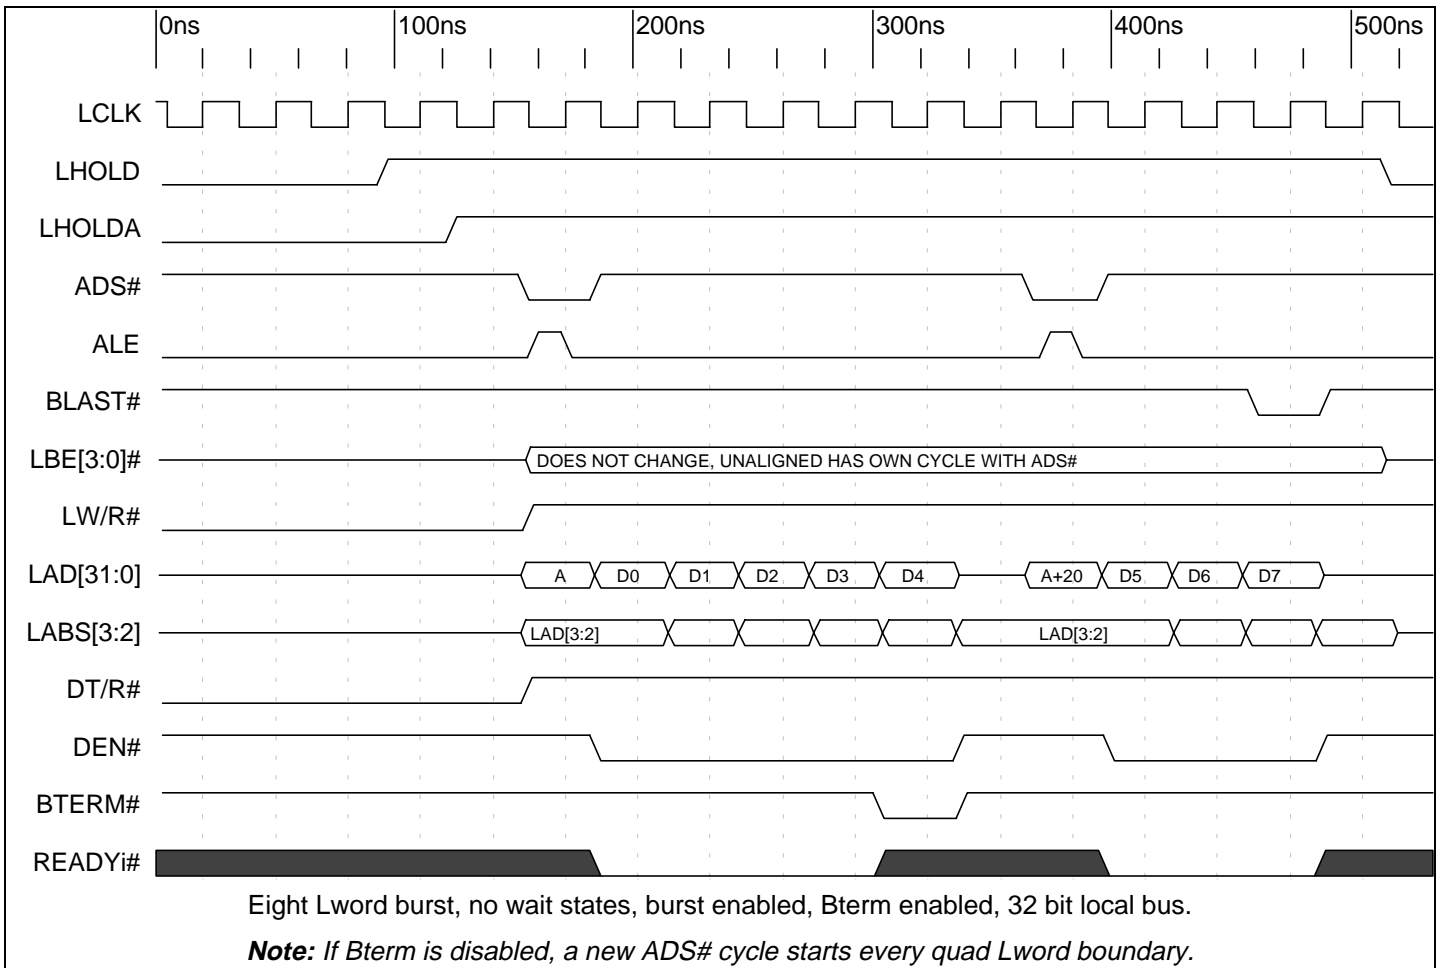 0ns 100ns 200ns 300ns 400ns 500ns
LCLK
LHOLD
LHOLDA
ADS#
ALE
BLAST#
LBE[3:0]# DOES NOT CHANGE, UNALIGNED HAS OWN CYCLE WITH ADS#
LW/R#
LAD[31:0] A D0 D1 D2 D3 D4 A+20 D5 D6 D7
LABS[3:2] LAD[3:2] LAD[3:2]
DT/R#
DEN#
BTERM#
READYi#
Eight Lword burst, no wait states, burst enabled, Bterm enabled, 32 bit local bus.
Note: If Bterm is disabled, a new ADS# cycle starts every quad Lword boundary.